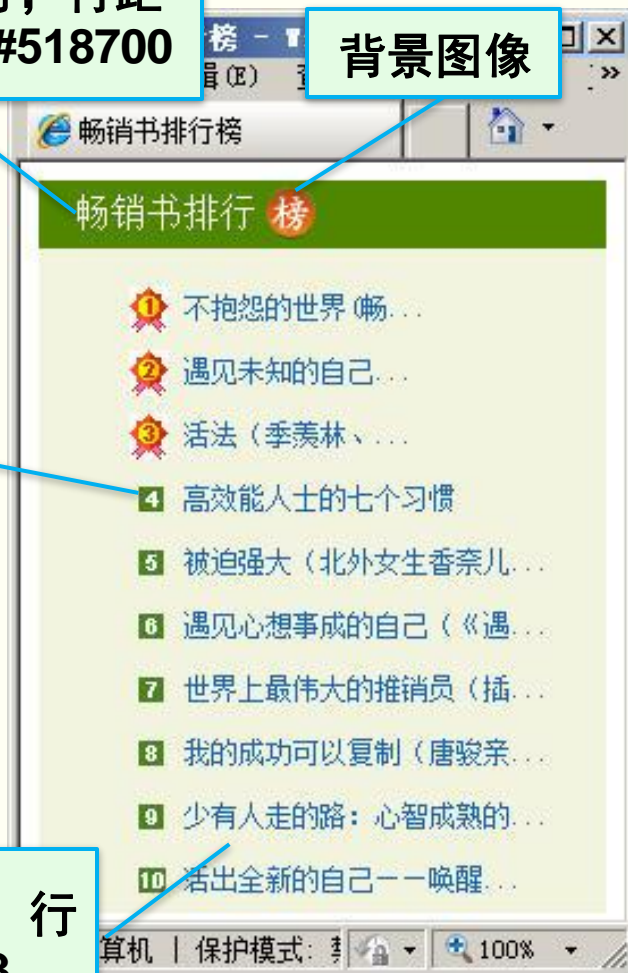 ，行距
#518700
榜 -
背景图像
辑(E)
»
畅销书排行榜
畅销书排行 榜
1 不抱怨的世界(畅...
2 遇见未知的自己...
3 活法（季羡林、...
4 高效能人士的七个习惯
5 被迫强大（北外女生香奈儿...
6 遇见心想事成的自己（《遇...
7 世界上最伟大的推销员（插...
8 我的成功可以复制（唐骏亲...
9 少有人走的路：心智成熟的...
10 活出全新的自己——唤醒...
行
算机 | 保护模式: 100%